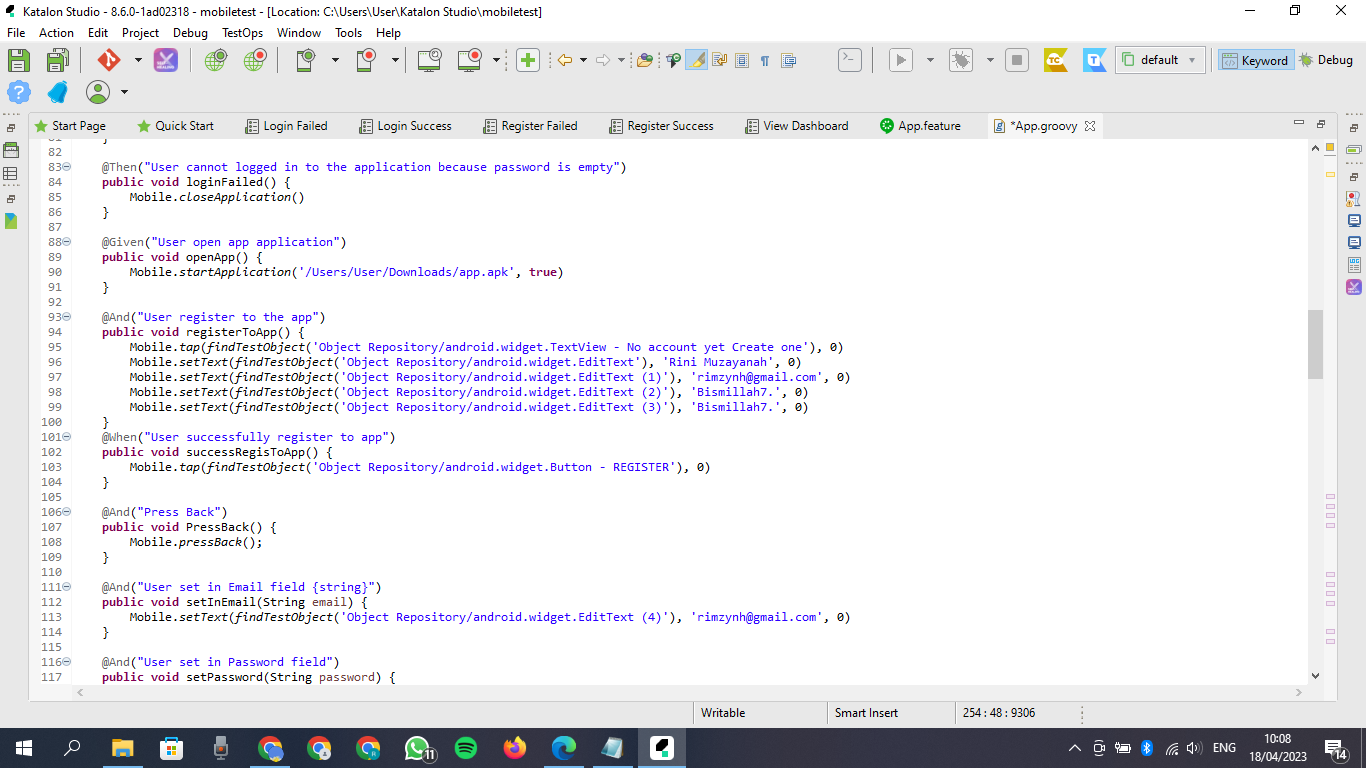 Katalon Studio - 8.6.0-1ad02318 - mobiletest - [Location: C:\Users\User\Katalon Studio\mobiletest]
File Action Edit Project Debug TestOps Window Tools Help
default Keyword Debug
Start Page Quick Start Login Failed Login Success Register Failed Register Success View Dashboard App.feature *App.groovy
82
83 @Then("User cannot logged in to the application because password is empty")
84 public void loginFailed() {
85 Mobile.closeApplication()
86 }
87
88 @Given("User open app application")
89 public void openApp() {
90 Mobile.startApplication('/Users/User/Downloads/app.apk', true)
91 }
92
93 @And("User register to the app")
94 public void registerToApp() {
95 Mobile.tap(findTestObject('Object Repository/android.widget.TextView - No account yet Create one'), 0)
96 Mobile.setText(findTestObject('Object Repository/android.widget.EditText'), 'Rini Muzayanah', 0)
97 Mobile.setText(findTestObject('Object Repository/android.widget.EditText (1)'), 'rimzynh@gmail.com', 0)
98 Mobile.setText(findTestObject('Object Repository/android.widget.EditText (2)'), 'Bismillah7.', 0)
99 Mobile.setText(findTestObject('Object Repository/android.widget.EditText (3)'), 'Bismillah7.', 0)
100 }
101 @When("User successfully register to app")
102 public void successRegisToApp() {
103 Mobile.tap(findTestObject('Object Repository/android.widget.Button - REGISTER'), 0)
104 }
105
106 @And("Press Back")
107 public void PressBack() {
108 Mobile.pressBack();
109 }
110
111 @And("User set in Email field {string}")
112 public void setInEmail(String email) {
113 Mobile.setText(findTestObject('Object Repository/android.widget.EditText (4)'), 'rimzynh@gmail.com', 0)
114 }
115
116 @And("User set in Password field")
117 public void setPassword(String password) {
Writable Smart Insert 254 : 48 : 9306
11 ENG 10:08
18/04/2023 14